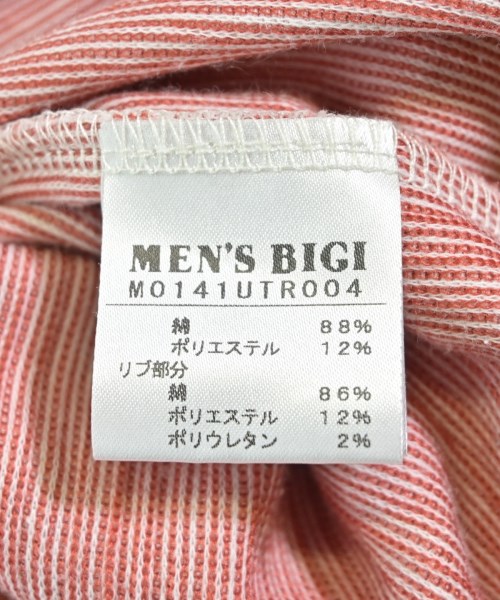 MEN'S BIGI
M0141UTR004
綿 88%
ポリエステル 12%
リブ部分
綿 86%
ポリエステル 12%
ポリウレタン 2%